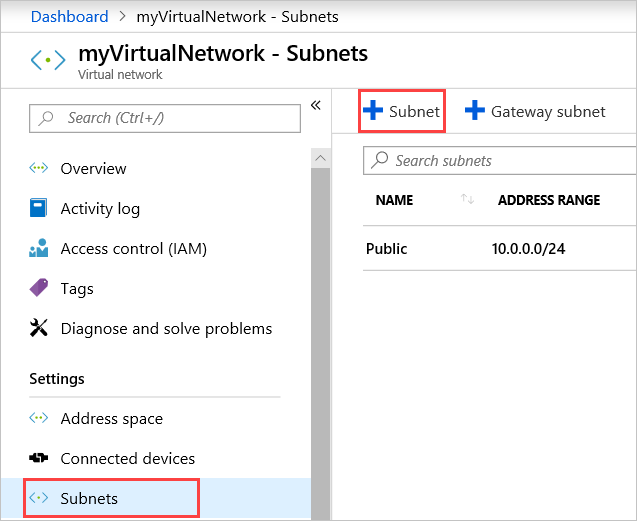 Dashboard > myVirtualNetwork - Subnets
myVirtualNetwork - Subnets
Virtual network
Search (Ctrl+/)
«
Overview
Activity log
Access control (IAM)
Tags
Diagnose and solve problems
Settings
Address space
Connected devices
Subnets
+ Subnet + Gateway subnet
Search subnets
NAME ↑↓ ADDRESS RANGE
Public 10.0.0.0/24